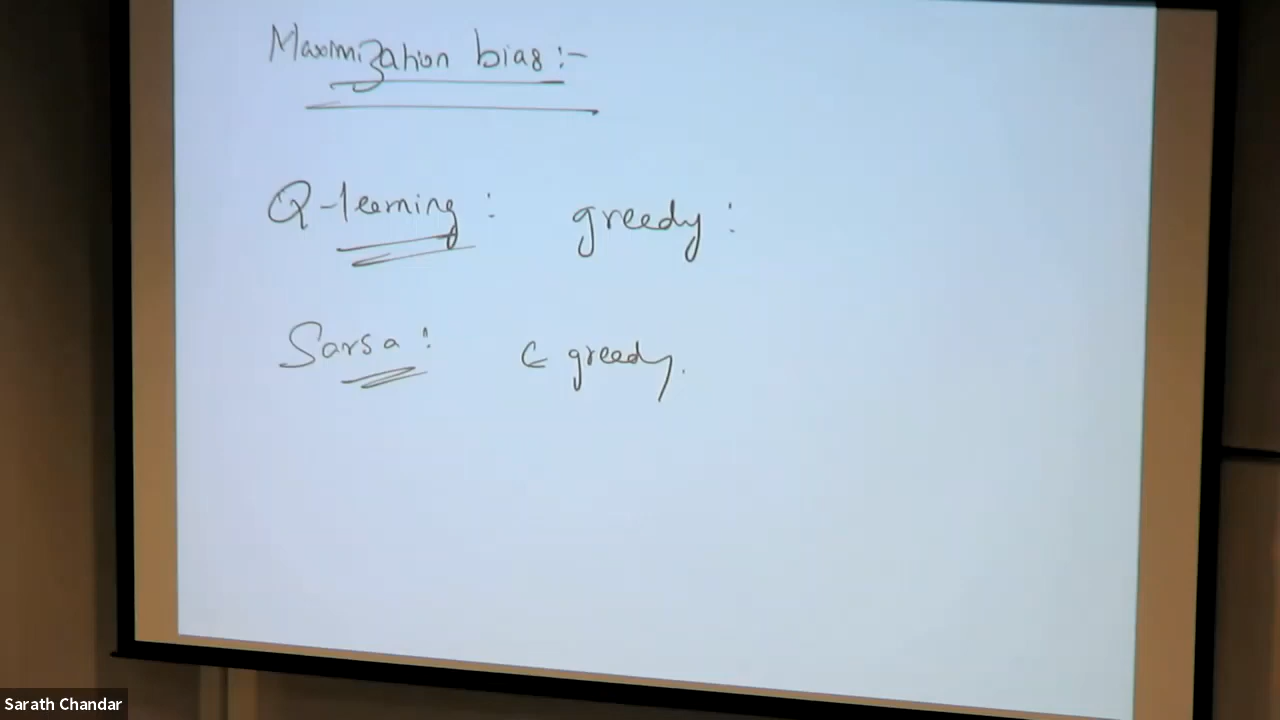 Maximization bias:-
Q-learning : greedy :
Sarsa : ϵ greedy.
Sarath Chandar